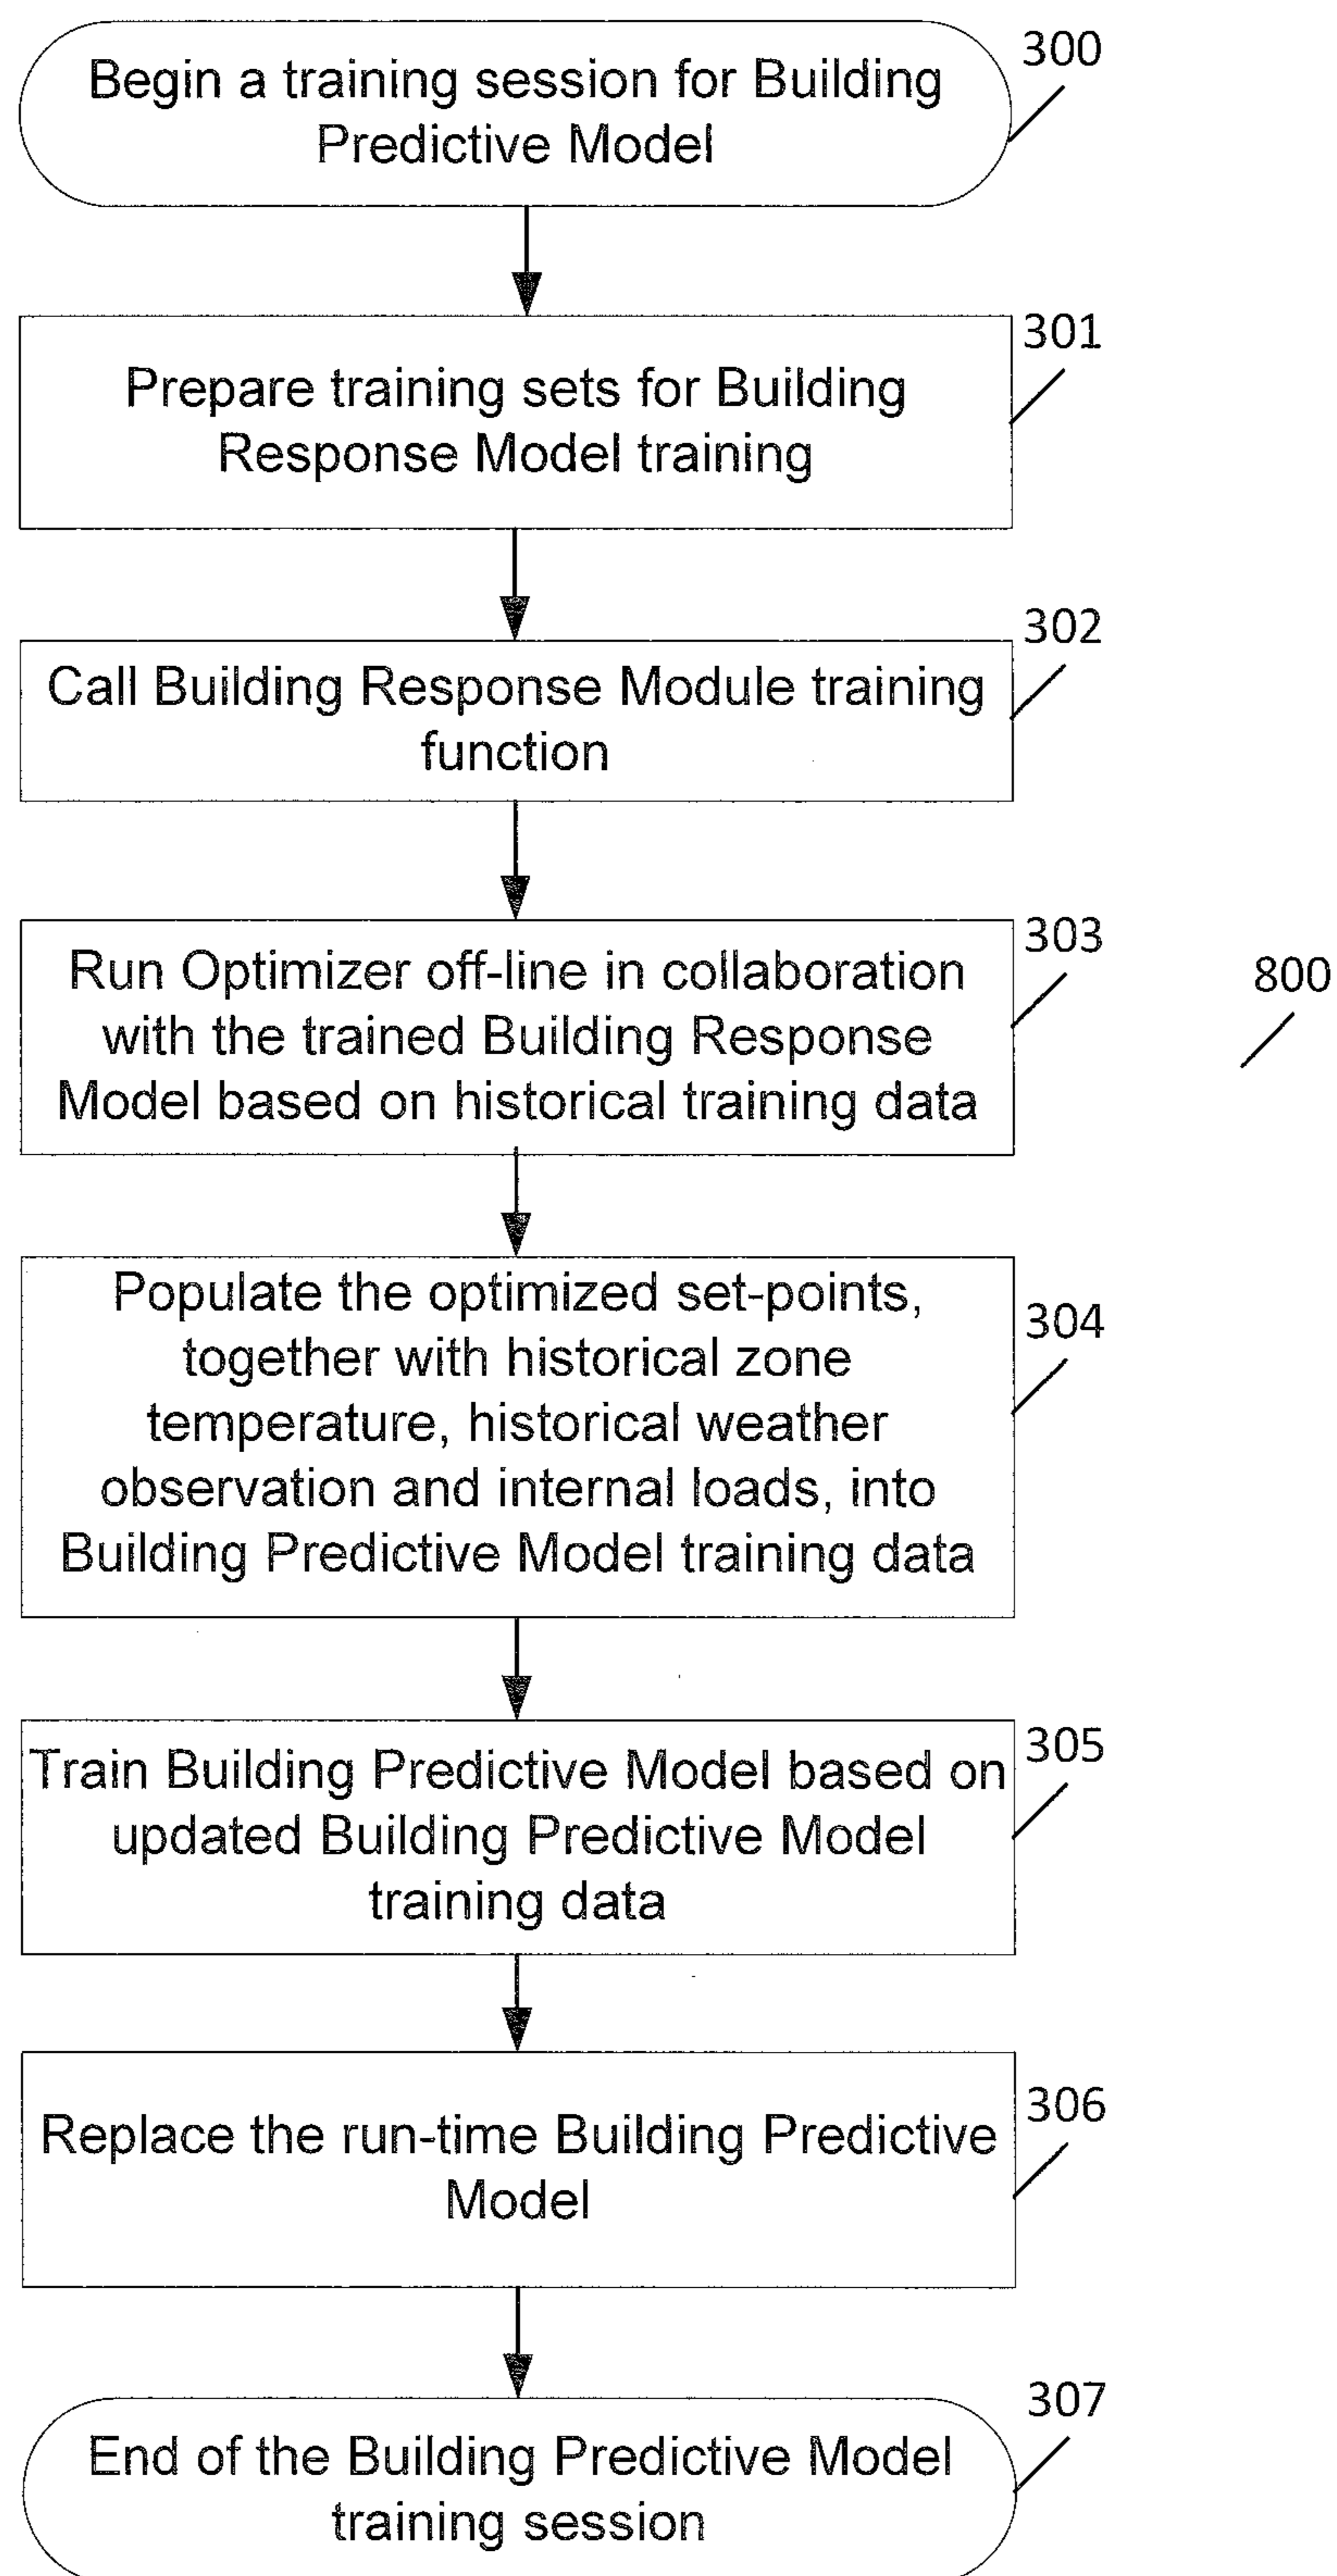 Begin a training session for Building
Predictive Model
300
Prepare training sets for Building
Response Model training
301
Call Building Response Module training
function
302
Run Optimizer off-line in collaboration
with the trained Building Response
Model based on historical training data
303
800
Populate the optimized set-points,
together with historical zone
temperature, historical weather
observation and internal loads, into
Building Predictive Model training data
304
Train Building Predictive Model based on
updated Building Predictive Model
training data
305
Replace the run-time Building Predictive
Model
306
End of the Building Predictive Model
training session
307